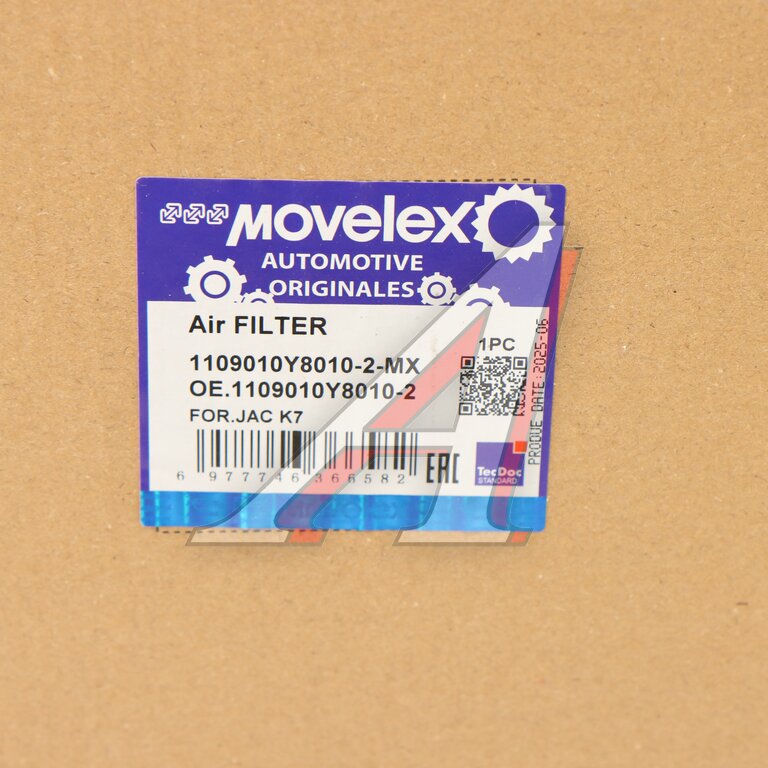 MOVelex
AUTOMOTIVE
ORIGINALES
Air FILTER
1PC
1109010Y8010-2-MX
OE.1109010Y8010-2
FOR.JAC K7
6 977746 366582
EAC
TecDoc
STANDARD
PRODUE DATE:2025-06